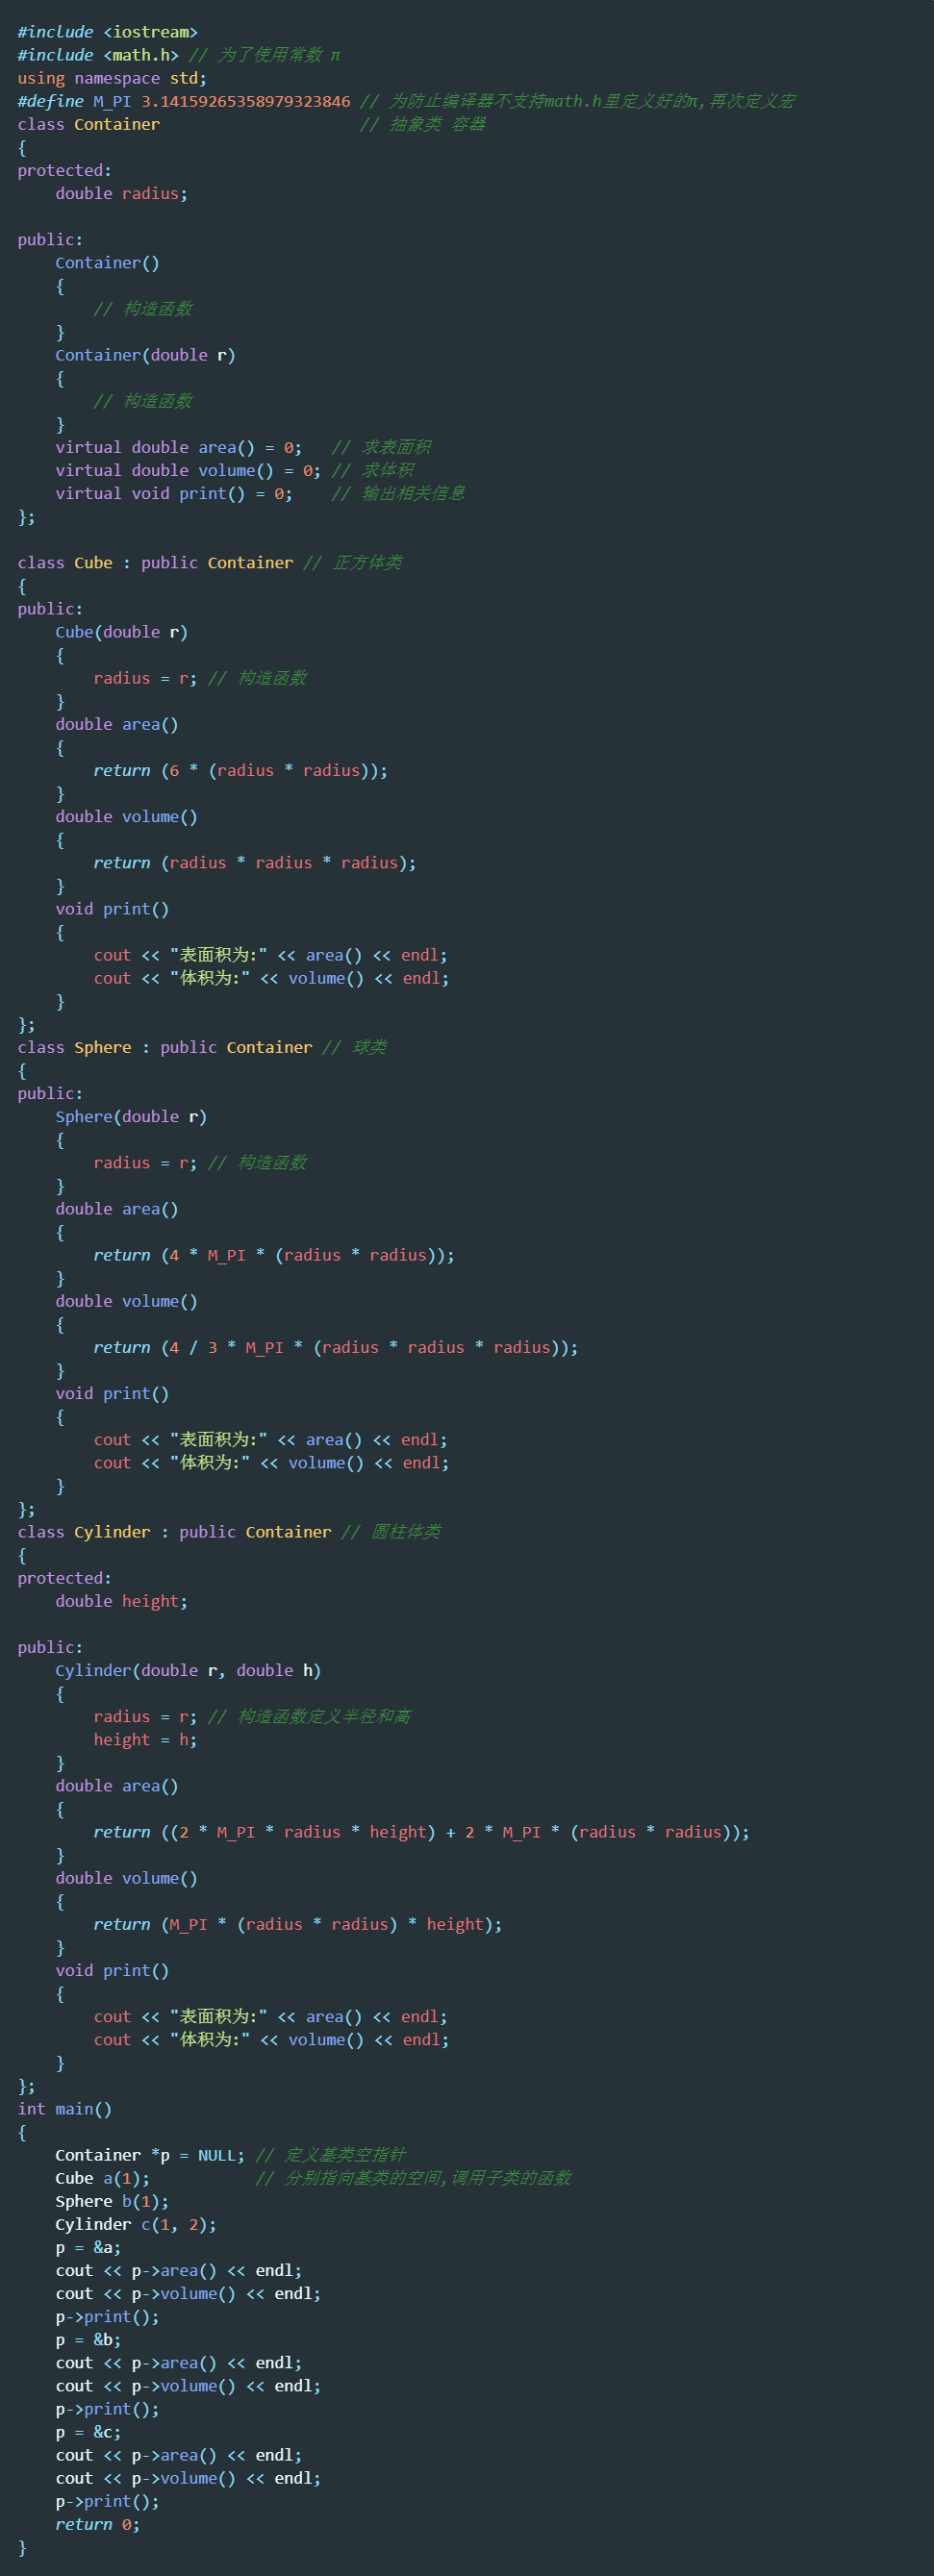 #include <iostream>
#include <math.h> // 为了使用常数 π
using namespace std;
#define M_PI 3.14159265358979323846 // 为防止编译器不支持math.h里定义好的π,再次定义宏
class Container                     // 抽象类 容器
{
protected:
    double radius;

public:
    Container()
    {
        // 构造函数
    }
    Container(double r)
    {
        // 构造函数
    }
    virtual double area() = 0;   // 求表面积
    virtual double volume() = 0; // 求体积
    virtual void print() = 0;    // 输出相关信息
};

class Cube : public Container // 正方体类
{
public:
    Cube(double r)
    {
        radius = r; // 构造函数
    }
    double area()
    {
        return (6 * (radius * radius));
    }
    double volume()
    {
        return (radius * radius * radius);
    }
    void print()
    {
        cout << "表面积为:" << area() << endl;
        cout << "体积为:" << volume() << endl;
    }
};
class Sphere : public Container // 球类
{
public:
    Sphere(double r)
    {
        radius = r; // 构造函数
    }
    double area()
    {
        return (4 * M_PI * (radius * radius));
    }
    double volume()
    {
        return (4 / 3 * M_PI * (radius * radius * radius));
    }
    void print()
    {
        cout << "表面积为:" << area() << endl;
        cout << "体积为:" << volume() << endl;
    }
};
class Cylinder : public Container // 圆柱体类
{
protected:
    double height;

public:
    Cylinder(double r, double h)
    {
        radius = r; // 构造函数定义半径和高
        height = h;
    }
    double area()
    {
        return ((2 * M_PI * radius * height) + 2 * M_PI * (radius * radius));
    }
    double volume()
    {
        return (M_PI * (radius * radius) * height);
    }
    void print()
    {
        cout << "表面积为:" << area() << endl;
        cout << "体积为:" << volume() << endl;
    }
};
int main()
{
    Container *p = NULL; // 定义基类空指针
    Cube a(1);           // 分别指向基类的空间,调用子类的函数
    Sphere b(1);
    Cylinder c(1, 2);
    p = &a;
    cout << p->area() << endl;
    cout << p->volume() << endl;
    p->print();
    p = &b;
    cout << p->area() << endl;
    cout << p->volume() << endl;
    p->print();
    p = &c;
    cout << p->area() << endl;
    cout << p->volume() << endl;
    p->print();
    return 0;
}